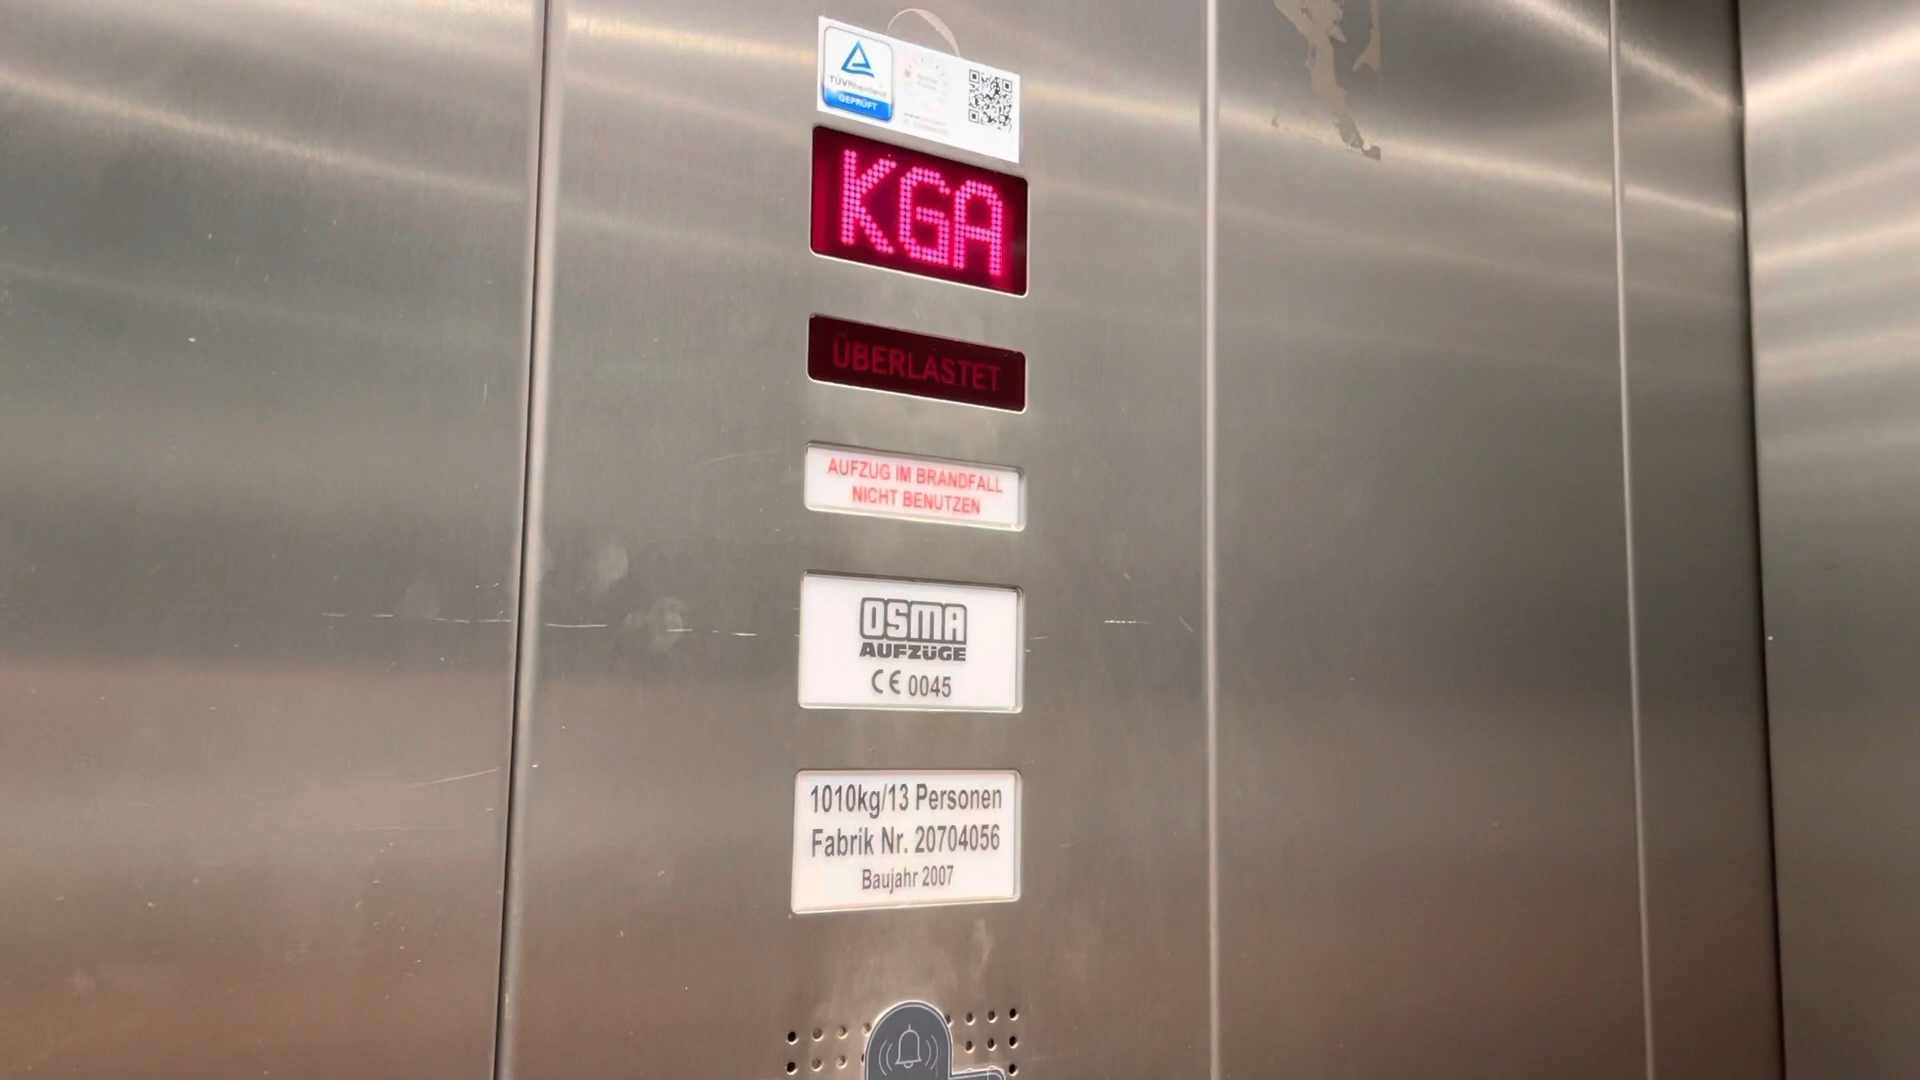 TÜVRheinland
GEPRÜFT
KGA
ÜBERLASTET
AUFZUG IM BRANDFALL
NICHT BENUTZEN
OSMA
AUFZÜGE
CE 0045
1010kg/13 Personen
Fabrik Nr. 20704056
Baujahr 2007